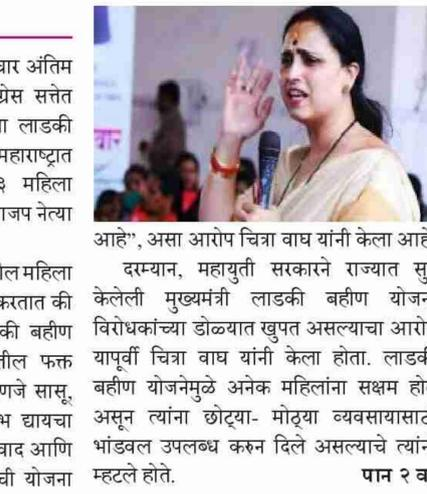 चार अंतिम
ग्रेस सत्तेत
ा लाडकी
महाराष्ट्रात
३ महिला
ाजप नेत्या
ील महिला
करतात की
की बहीण
तील फक्त
णजे सासू,
भ द्यायचा
वाद आणि
ची योजना
चार
आहे”, असा आरोप चित्रा वाघ यांनी केला आहे
दरम्यान, महायुती सरकारने राज्यात सु
केलेली मुख्यमंत्री लाडकी बहीण योजन
विरोधकांच्या डोळ्यात खुपत असल्याचा आरो
यापूर्वी चित्रा वाघ यांनी केला होता. लाडक
बहीण योजनेमुळे अनेक महिलांना सक्षम हो
असून त्यांना छोट्या- मोठ्या व्यवसायासाट
भांडवल उपलब्ध करुन दिले असल्याचे त्यांन
म्हटले होते.
पान २ व